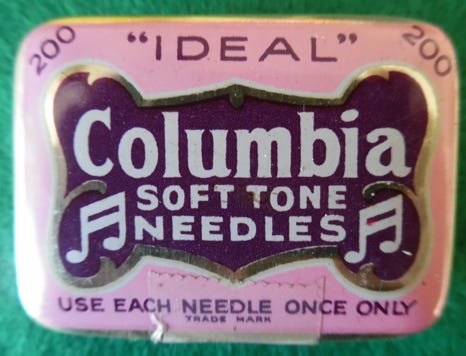 200 "IDEAL" 200
Columbia
SOFT TONE
NEEDLES
USE EACH NEEDLE ONCE ONLY
TRADE MARK